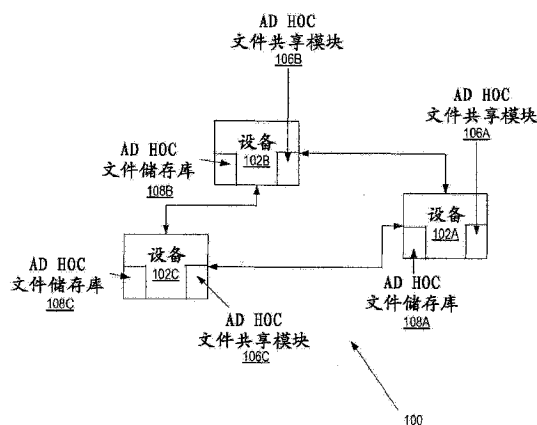 AD HOC
文件共享模块
106B
AD HOC
文件共享模块
106A
设备
102B
AD HOC
文件储存库
108B
设备
102A
设备
102C
AD HOC
文件储存库
108C
AD HOC
文件储存库
108A
AD HOC
文件共享模块
106C
100